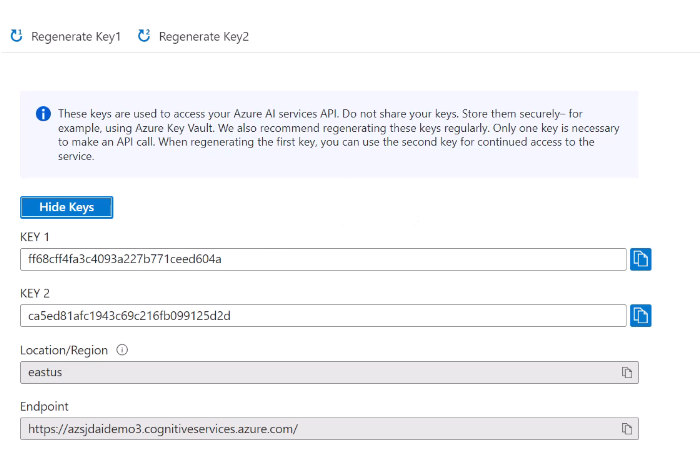 Regenerate Key1 Regenerate Key2
These keys are used to access your Azure AI services API. Do not share your keys. Store them securely– for
example, using Azure Key Vault. We also recommend regenerating these keys regularly. Only one key is necessary
to make an API call. When regenerating the first key, you can use the second key for continued access to the
service.
Hide Keys
KEY 1
ff68cff4fa3c4093a227b771ceed604a
KEY 2
ca5ed81afc1943c69c216fb099125d2d
Location/Region
eastus
Endpoint
https://azsjdaidemo3.cognitiveservices.azure.com/